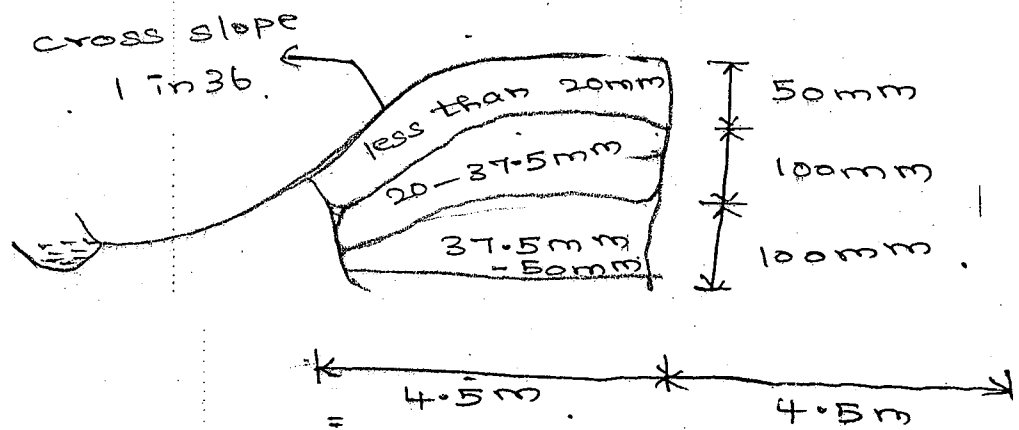 cross slope
1 in 36.
less than 20mm
50mm
20-37.5mm
100mm
37.5mm
-50mm
100mm
4.5m
4.5m